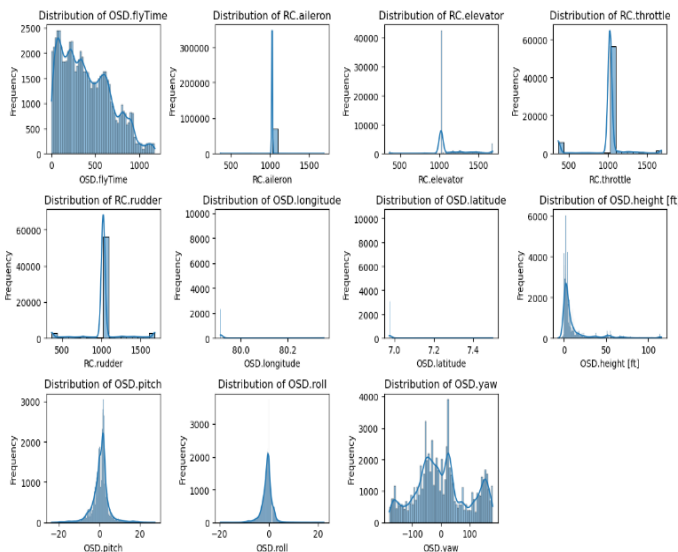 Distribution of OSD.flyTime
Distribution of RC.aileron
Distribution of RC.elevator
Distribution of RC.throttle
Frequency
2500
2000
1500
1000
500
0
0 500 1000
OSD.flyTime
Frequency
300000
200000
100000
0
500 1000 1500
RC.aileron
Frequency
40000
30000
20000
10000
0
500 1000 1500
RC.elevator
Frequency
60000
40000
20000
0
500 1000 1500
RC.throttle
Distribution of RC.rudder
Distribution of OSD.longitude
Distribution of OSD.latitude
Distribution of OSD.height [ft
Frequency
60000
40000
20000
0
500 1000 1500
RC.rudder
Frequency
10000
8000
6000
4000
2000
0
80.0 80.2
OSD.longitude
Frequency
10000
8000
6000
4000
2000
0
7.0 7.2 7.4
OSD.latitude
Frequency
6000
4000
2000
0
0 50 100
OSD.height [ft]
Distribution of OSD.pitch
Distribution of OSD.roll
Distribution of OSD.yaw
Frequency
3000
2000
1000
0
−20 0 20
OSD.pitch
Frequency
3000
2000
1000
0
−20 0 20
OSD.roll
Frequency
4000
3000
2000
1000
0
−100 0 100
OSD.yaw